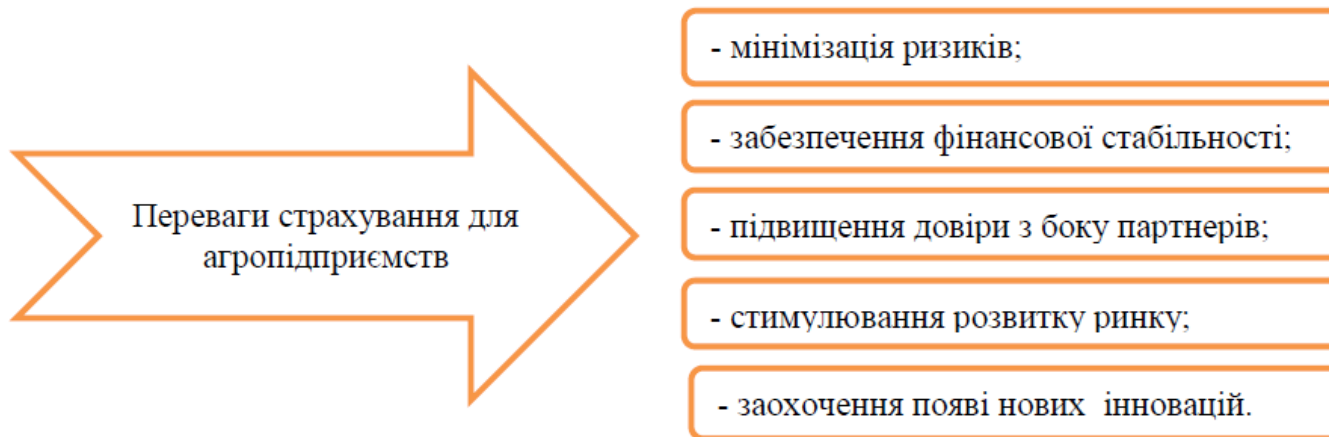 Переваги страхування для
агропідприємств
- мінімізація ризиків;
- забезпечення фінансової стабільності;
- підвищення довіри з боку партнерів;
- стимулювання розвитку ринку;
- заохочення появі нових інновацій.